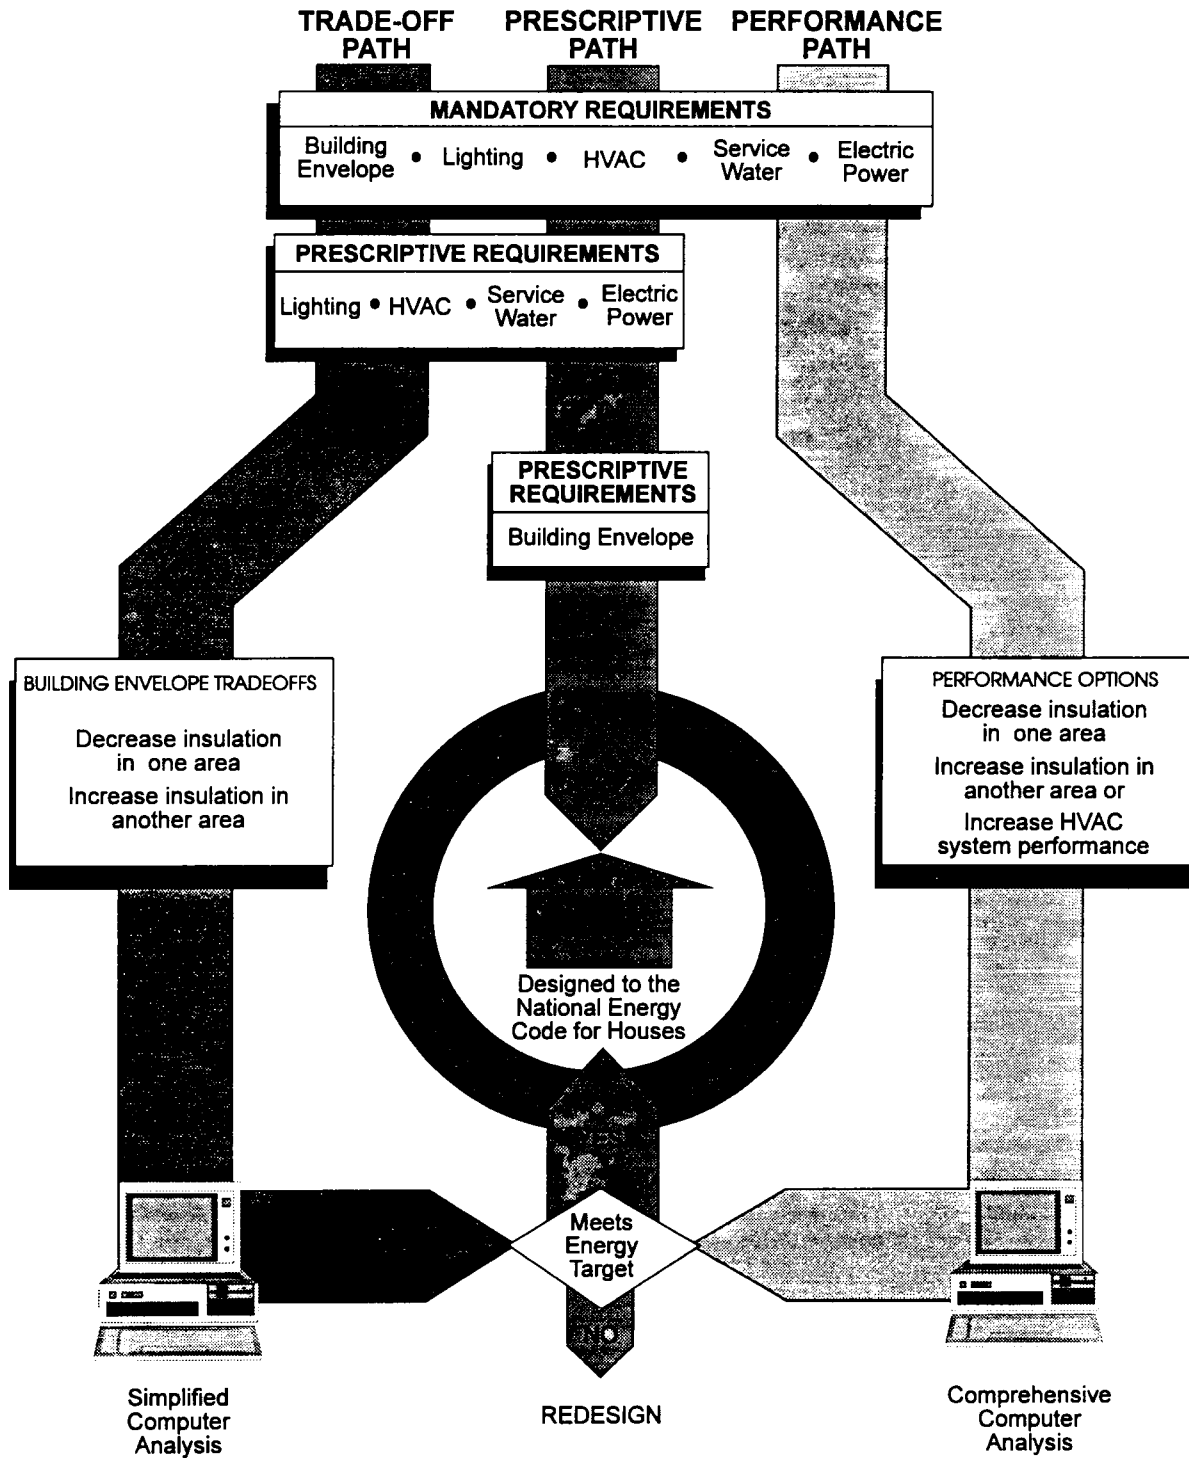 TRADE-OFF PATH
PRESCRIPTIVE PATH
PERFORMANCE PATH
MANDATORY REQUIREMENTS
Building Envelope • Lighting • HVAC • Service Water • Electric Power
PRESCRIPTIVE REQUIREMENTS
Lighting • HVAC • Service Water • Electric Power
PRESCRIPTIVE
REQUIREMENTS
Building Envelope
BUILDING ENVELOPE TRADEOFFS
Decrease insulation
in one area
Increase insulation in
another area
PERFORMANCE OPTIONS
Decrease insulation
in one area
Increase insulation in
another area or
Increase HVAC
system performance
Designed to the
National Energy
Code for Houses
Meets
Energy
Target
NO
REDESIGN
Simplified
Computer
Analysis
Comprehensive
Computer
Analysis